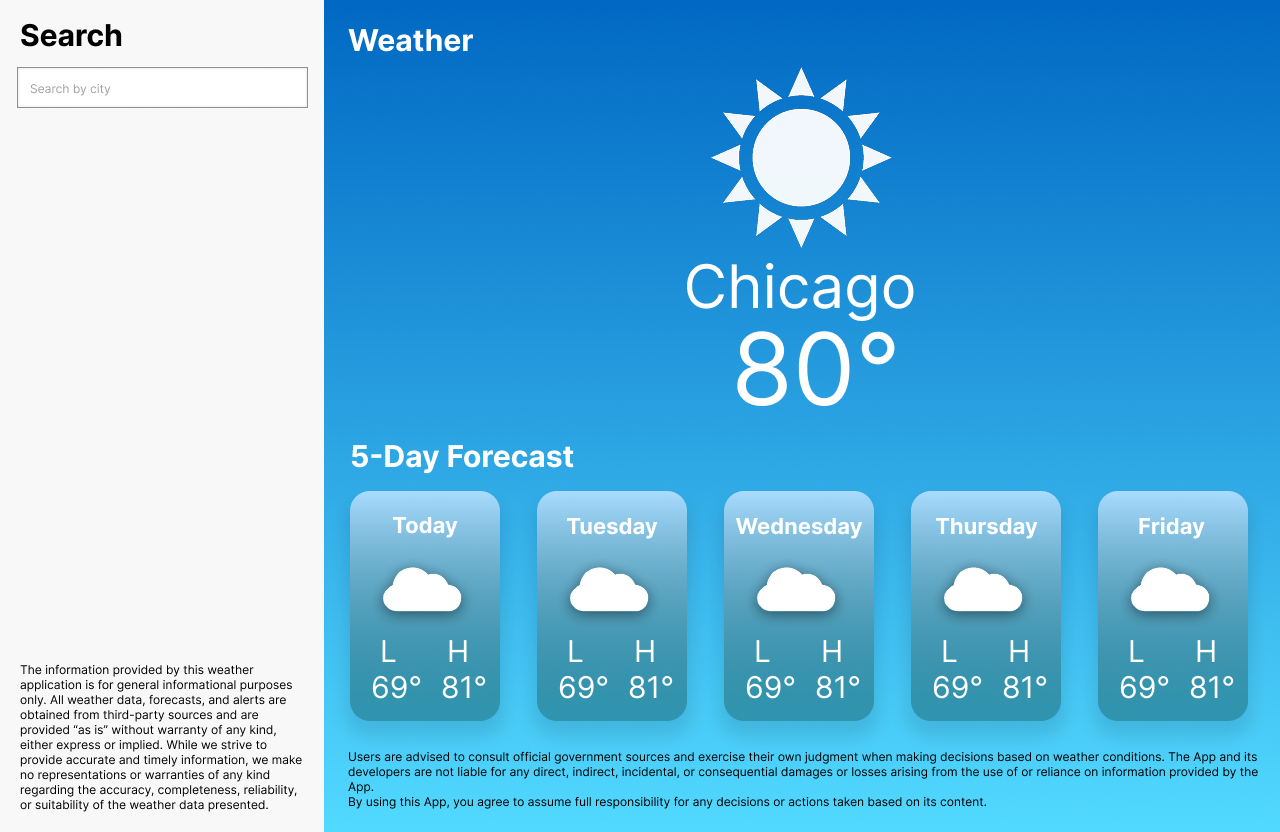 Search
Search by city
The information provided by this weather
application is for general informational purposes
only. All weather data, forecasts, and alerts are
obtained from third-party sources and are
provided “as is” without warranty of any kind,
either express or implied. While we strive to
provide accurate and timely information, we make
no representations or warranties of any kind
regarding the accuracy, completeness, reliability,
or suitability of the weather data presented.
Weather
Chicago
80°
5-Day Forecast
Today
L H
69° 81°
Tuesday
L H
69° 81°
Wednesday
L H
69° 81°
Thursday
L H
69° 81°
Friday
L H
69° 81°
Users are advised to consult official government sources and exercise their own judgment when making decisions based on weather conditions. The App and its
developers are not liable for any direct, indirect, incidental, or consequential damages or losses arising from the use of or reliance on information provided by the
App.
By using this App, you agree to assume full responsibility for any decisions or actions taken based on its content.